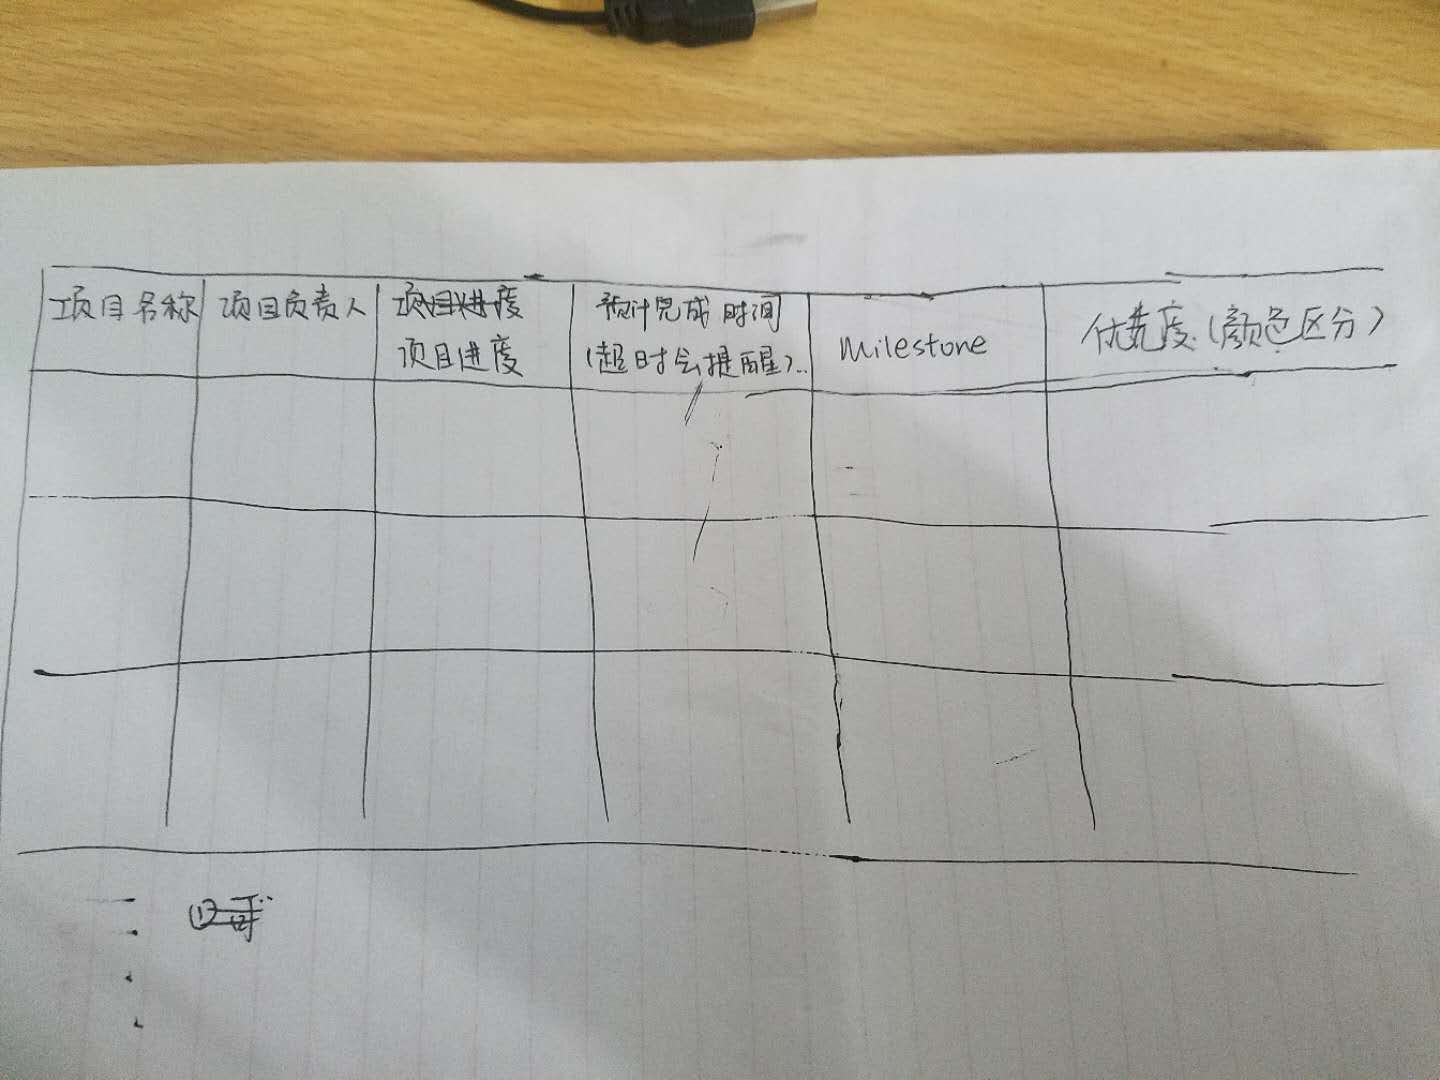 项目名称
项目负责人
项目进度
项目进度
预计完成时间
(超时会提醒)..
Milestone
优先度(颜色区分)